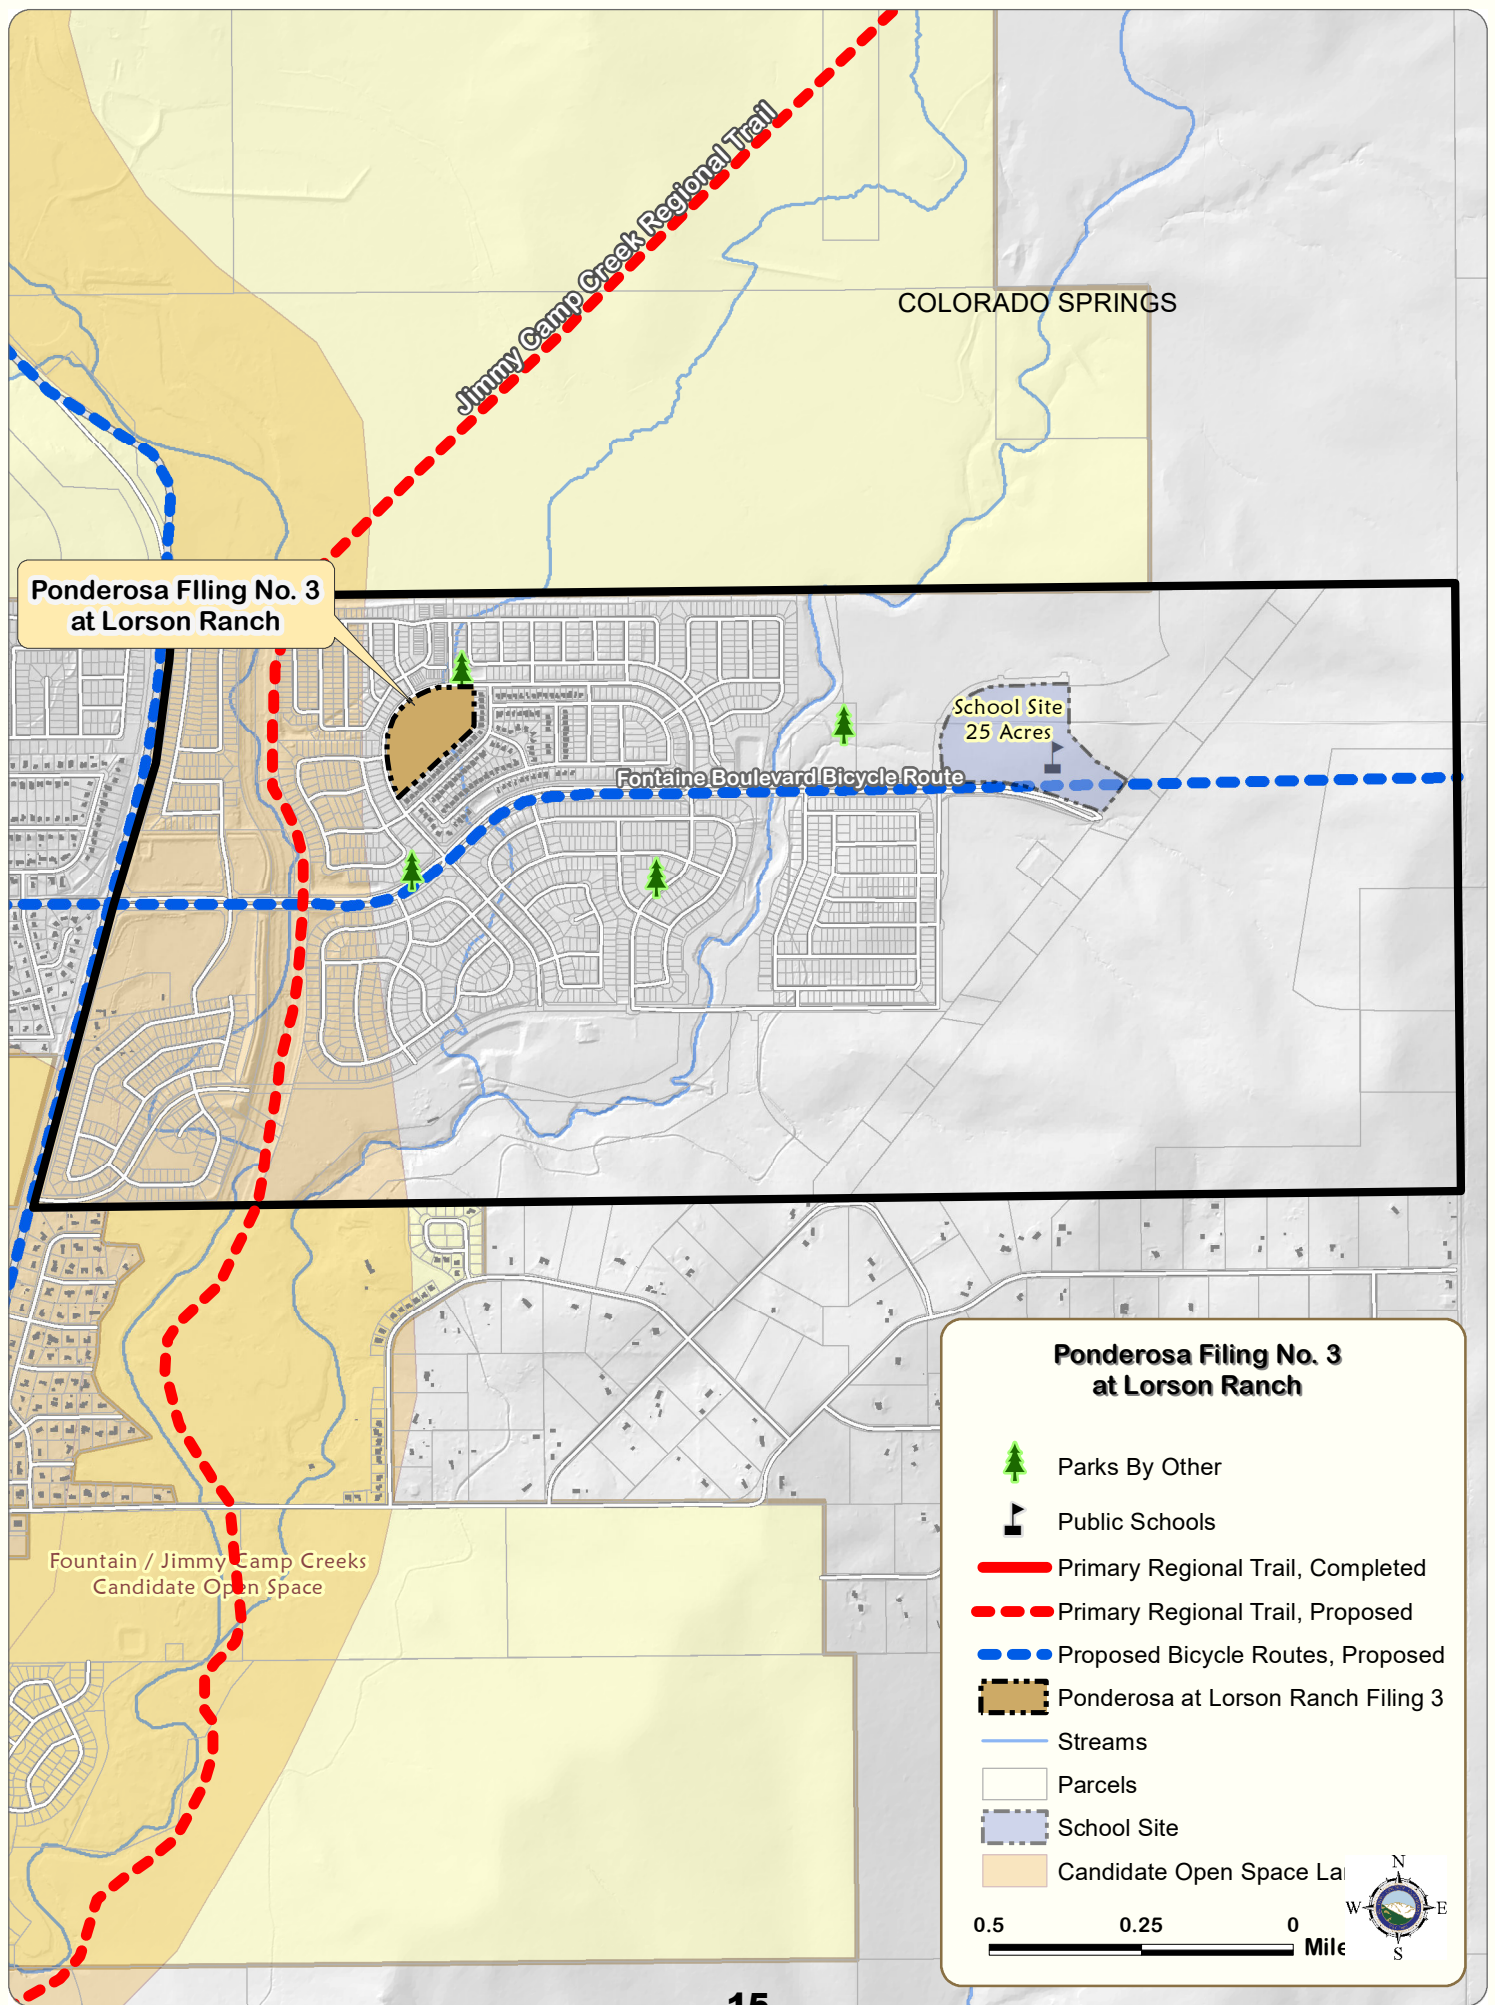 Jimmy Camp Creek Regional Trail
COLORADO SPRINGS
Ponderosa FIling No. 3
at Lorson Ranch
School Site
25 Acres
Fontaine Boulevard Bicycle Route
Fountain / Jimmy Camp Creeks
Candidate Open Space
Ponderosa Filing No. 3
at Lorson Ranch
Parks By Other
Public Schools
Primary Regional Trail, Completed
Primary Regional Trail, Proposed
Proposed Bicycle Routes, Proposed
Ponderosa at Lorson Ranch Filing 3
Streams
Parcels
School Site
Candidate Open Space La
N
W E
S
0.5 0.25 0
Mile
15